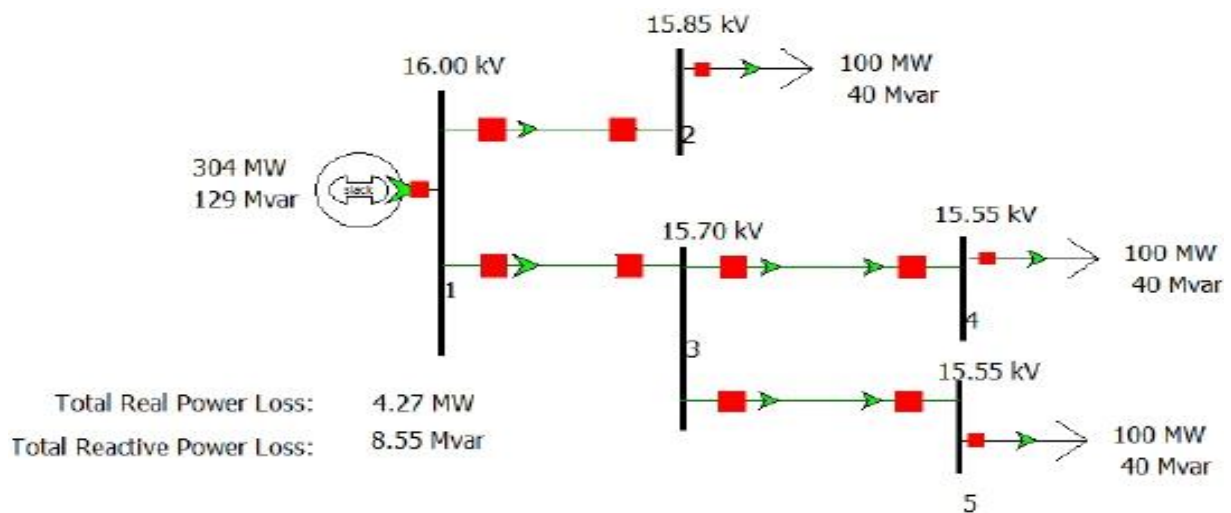 15.85 kV
16.00 kV
100 MW
40 Mvar
2
304 MW
129 Mvar
slack
15.70 kV
15.55 kV
100 MW
40 Mvar
1
4
3
15.55 kV
Total Real Power Loss: 4.27 MW
Total Reactive Power Loss: 8.55 Mvar
100 MW
40 Mvar
5